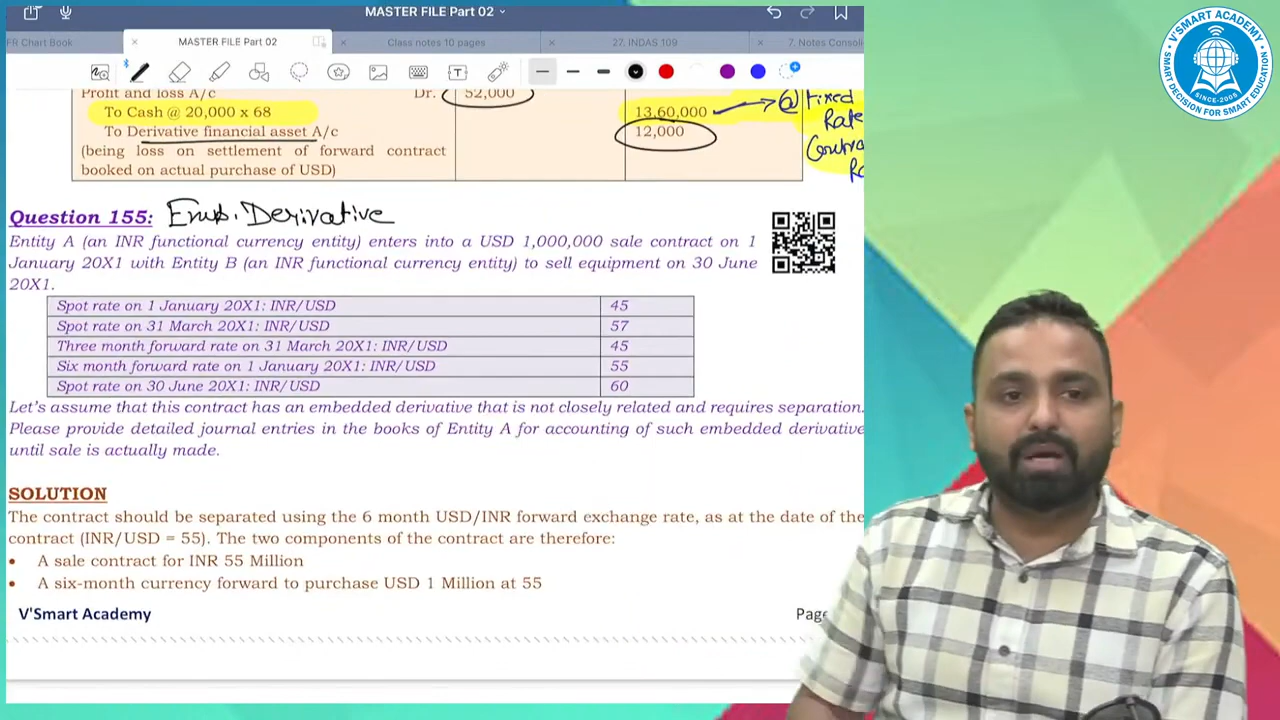 MASTER FILE Part 02
FR Chart Book
MASTER FILE Part 02
Class notes 10 pages
27. INDAS 109
7. Notes Consoli
Profit and loss A/c Dr. 52,000
To Cash @ 20,000 x 68 13,60,000
To Derivative financial asset A/c 12,000
(being loss on settlement of forward contract
booked on actual purchase of USD)
@ Fixed
Rate
Question 155: Emb. Derivative
Entity A (an INR functional currency entity) enters into a USD 1,000,000 sale contract on 1
January 20X1 with Entity B (an INR functional currency entity) to sell equipment on 30 June
20X1.
Spot rate on 1 January 20X1: INR/USD 45
Spot rate on 31 March 20X1: INR/USD 57
Three month forward rate on 31 March 20X1: INR/USD 45
Six month forward rate on 1 January 20X1: INR/USD 55
Spot rate on 30 June 20X1: INR/USD 60
Let's assume that this contract has an embedded derivative that is not closely related and requires separation.
Please provide detailed journal entries in the books of Entity A for accounting of such embedded derivative
until sale is actually made.
SOLUTION
The contract should be separated using the 6 month USD/INR forward exchange rate, as at the date of the
contract (INR/USD = 55). The two components of the contract are therefore:
• A sale contract for INR 55 Million
• A six-month currency forward to purchase USD 1 Million at 55
V'Smart Academy
Page
V'SMART ACADEMY
SINCE-2005
SMART DECISION FOR SMART EDUCATION